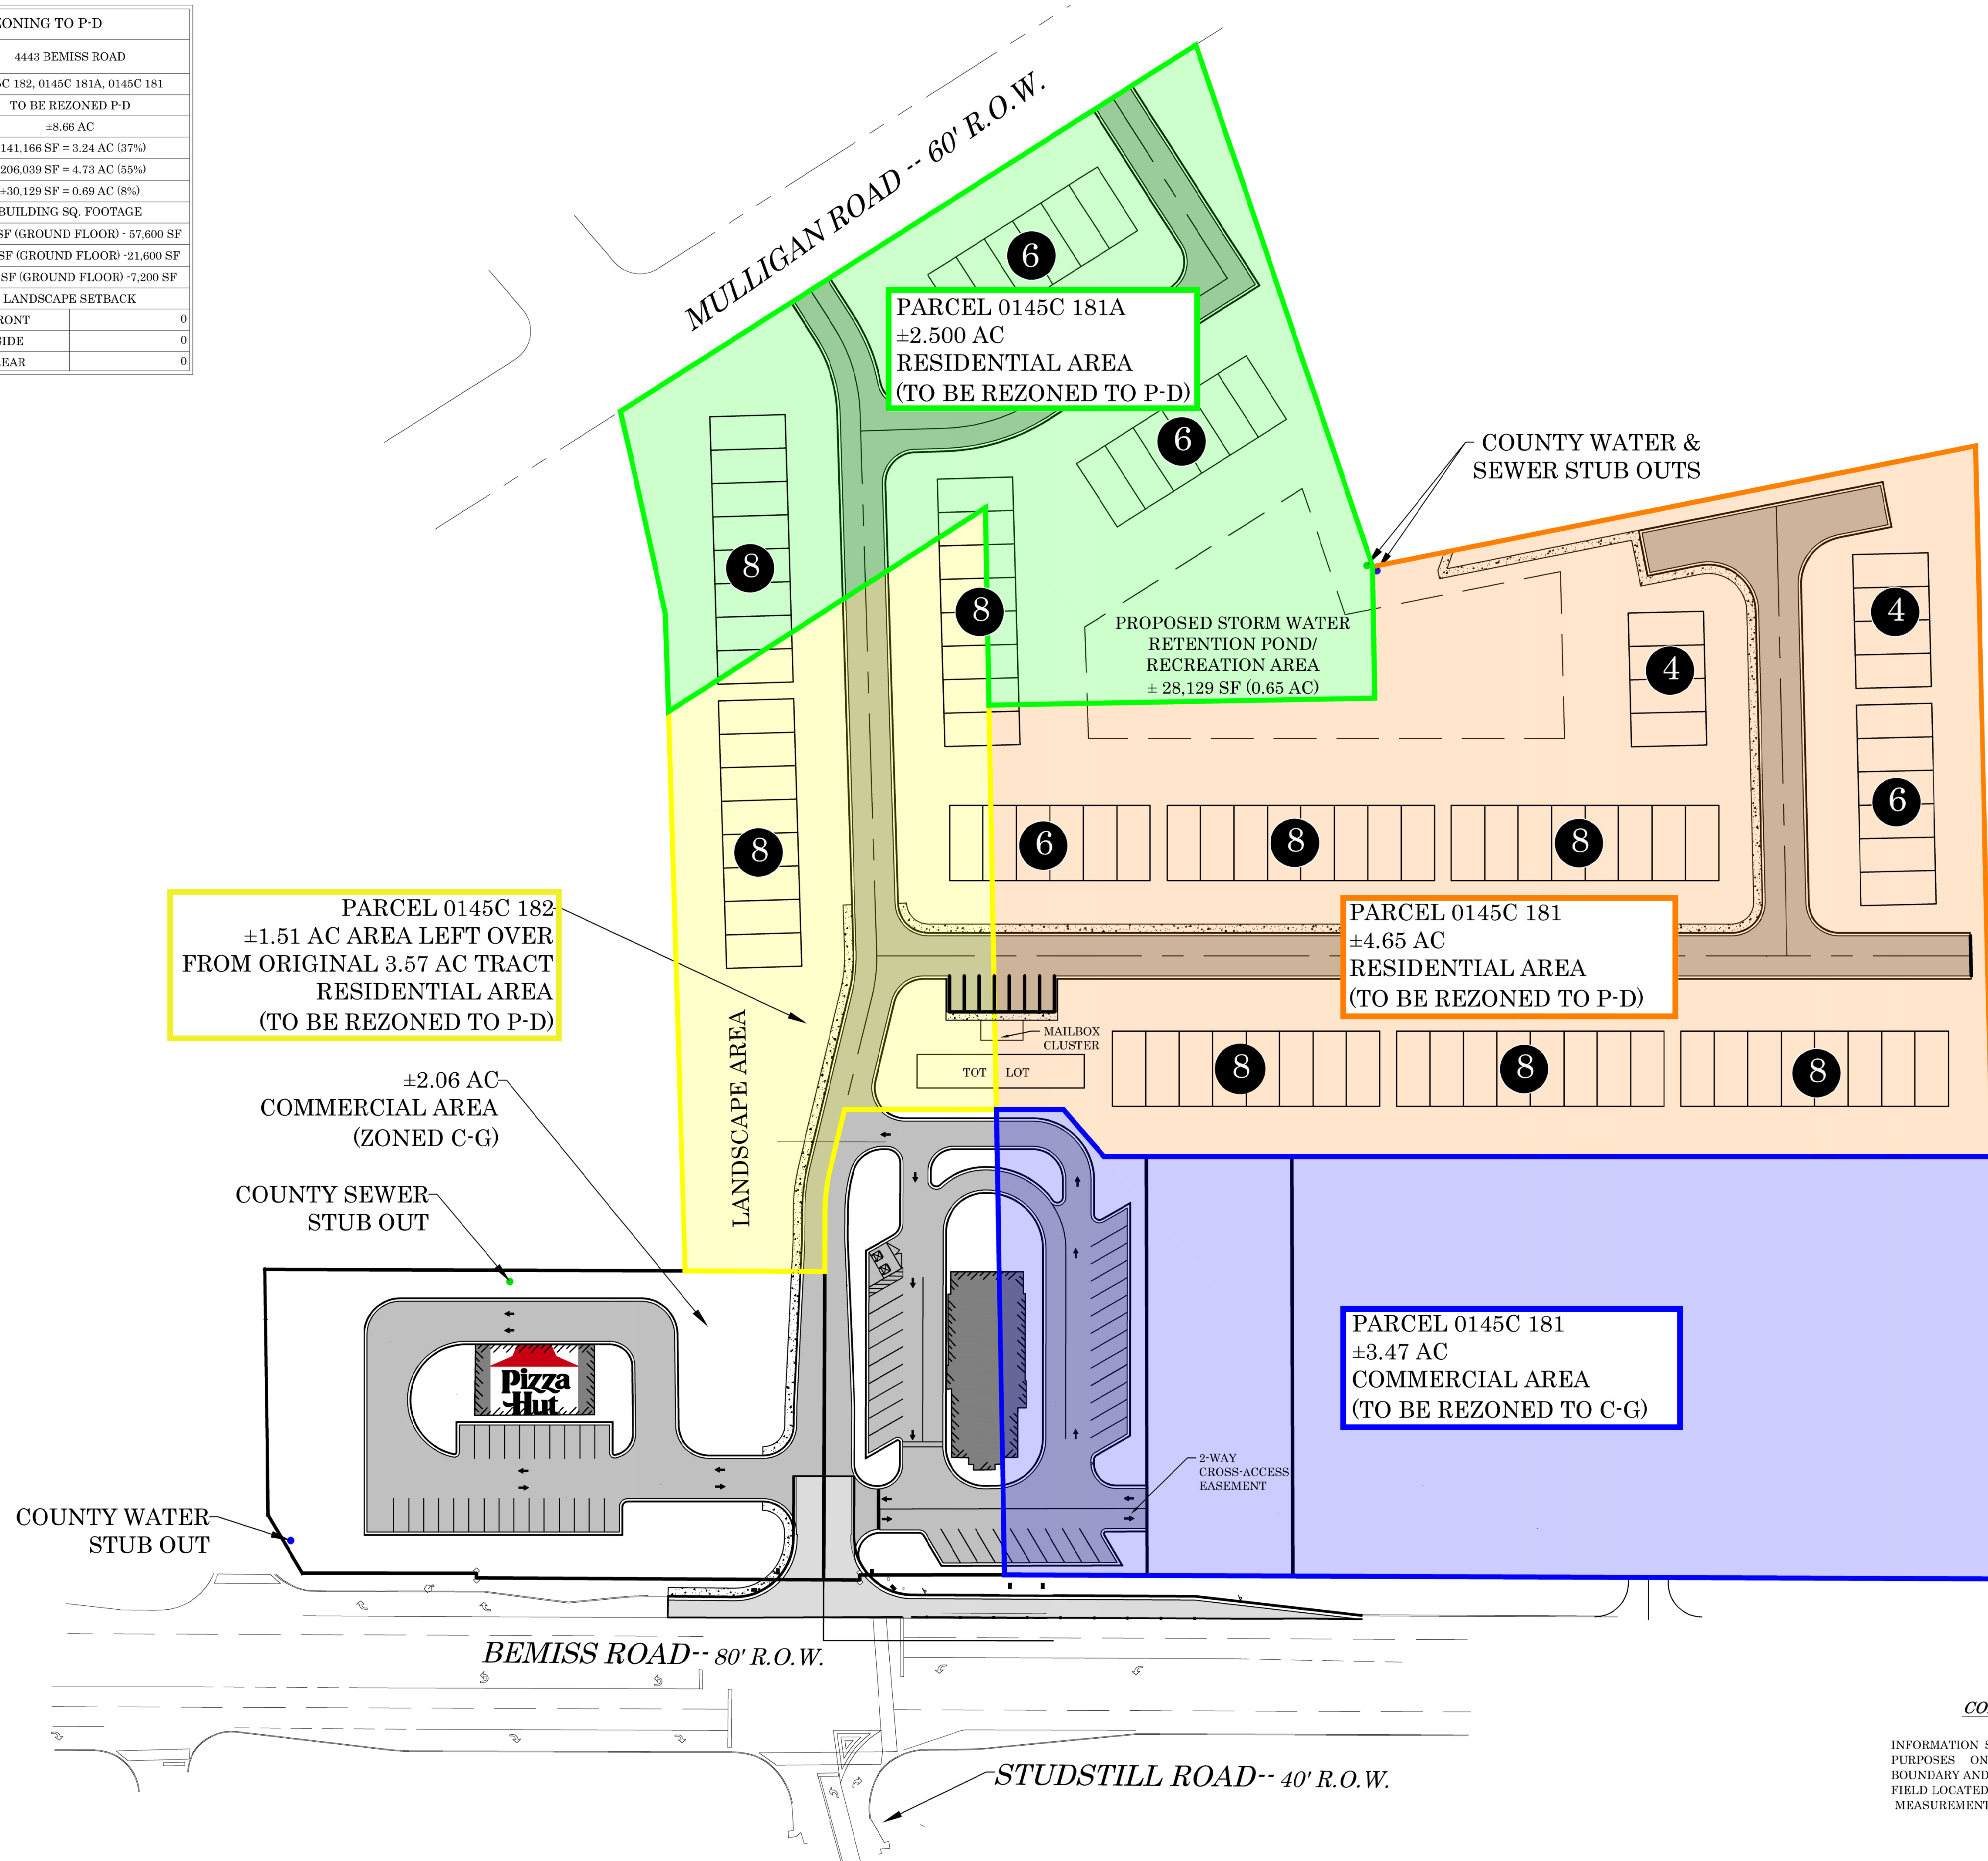 TO P-D
4443 BEMISS ROAD
182, 0145C 181A, 0145C 181
TO BE REZONED P-D
±8.66 AC
141,166 SF = 3.24 AC (37%)
206,039 SF = 4.73 AC (55%)
±30,129 SF = 0.69 AC (8%)
BUILDING SQ. FOOTAGE
SF (GROUND FLOOR) - 57,600 SF
SF (GROUND FLOOR) -21,600 SF
SF (GROUND FLOOR) -7,200 SF
LANDSCAPE SETBACK
0
0
0
MULLIGAN ROAD -- 60' R.O.W.
6
PARCEL 0145C 181A
±2.500 AC
RESIDENTIAL AREA
(TO BE REZONED TO P-D)
6
COUNTY WATER &
SEWER STUB OUTS
8
8
4
4
PROPOSED STORM WATER
RETENTION POND/
RECREATION AREA
± 28,129 SF (0.65 AC)
8
6
8
8
6
PARCEL 0145C 182
±1.51 AC AREA LEFT OVER
FROM ORIGINAL 3.57 AC TRACT
RESIDENTIAL AREA
(TO BE REZONED TO P-D)
PARCEL 0145C 181
±4.65 AC
RESIDENTIAL AREA
(TO BE REZONED TO P-D)
MAILBOX
CLUSTER
TOT LOT
8
8
8
LANDSCAPE AREA
±2.06 AC
COMMERCIAL AREA
(ZONED C-G)
COUNTY SEWER
STUB OUT
Pizza
Hut
PARCEL 0145C 181
±3.47 AC
COMMERCIAL AREA
(TO BE REZONED TO C-G)
2-WAY
CROSS-ACCESS
EASEMENT
COUNTY WATER
STUB OUT
BEMISS ROAD-- 80' R.O.W.
STUDSTILL ROAD-- 40' R.O.W.
INFORMATION
PURPOSES
BOUNDARY AND
FIELD LOCATED